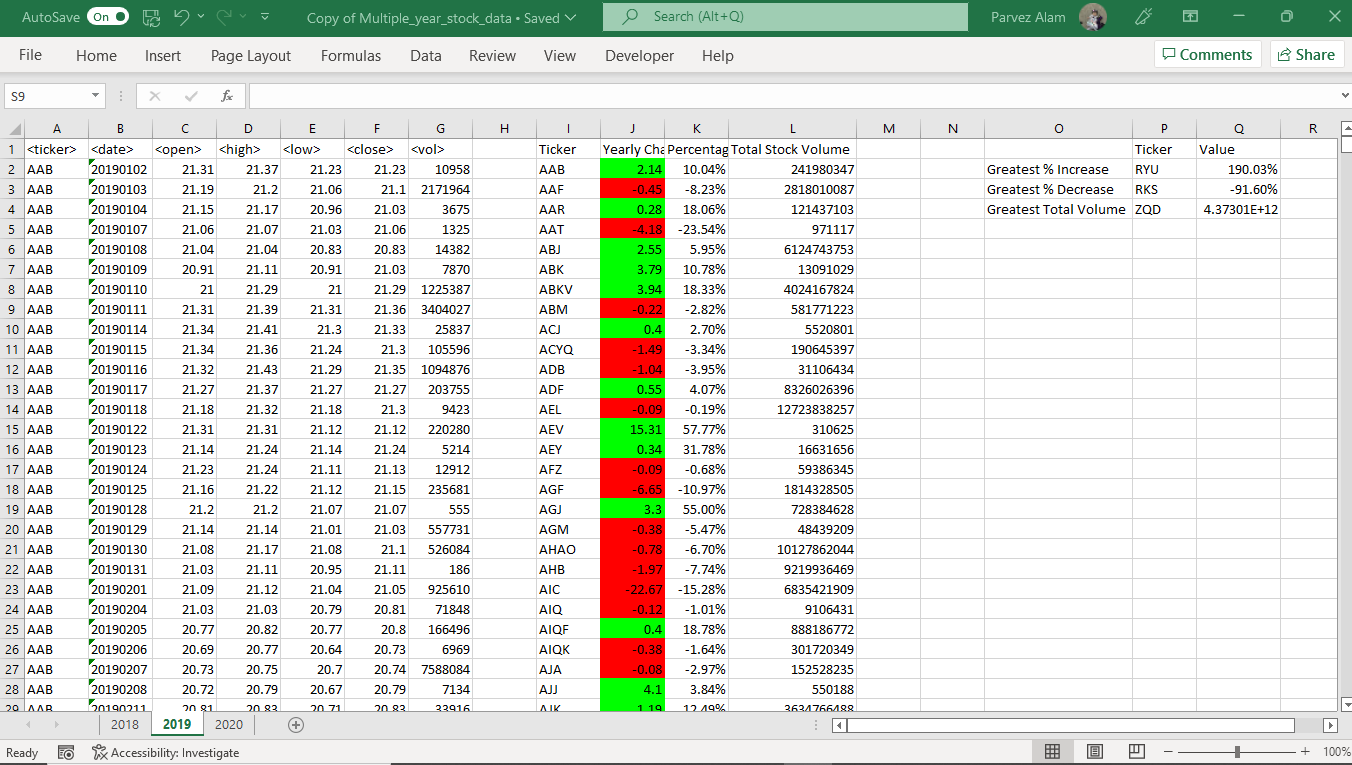 AutoSave On Copy of Multiple_year_stock_data • Saved Search (Alt+Q) Parvez Alam
File Home Insert Page Layout Formulas Data Review View Developer Help Comments Share
S9 fx
A B C D E F G H I J K L M N O P Q R
1 <ticker> <date> <open> <high> <low> <close> <vol> Ticker Yearly Cha Percentag Total Stock Volume Ticker Value
2 AAB 20190102 21.31 21.37 21.23 21.23 10958 AAB 2.14 10.04% 241980347 Greatest % Increase RYU 190.03%
3 AAB 20190103 21.19 21.2 21.06 21.1 2171964 AAF -0.45 -8.23% 2818010087 Greatest % Decrease RKS -91.60%
4 AAB 20190104 21.15 21.17 20.96 21.03 3675 AAR 0.28 18.06% 121437103 Greatest Total Volume ZQD 4.37301E+12
5 AAB 20190107 21.06 21.07 21.03 21.06 1325 AAT -4.18 -23.54% 971117
6 AAB 20190108 21.04 21.04 20.83 20.83 14382 ABJ 2.55 5.95% 6124743753
7 AAB 20190109 20.91 21.11 20.91 21.03 7870 ABK 3.79 10.78% 13091029
8 AAB 20190110 21 21.29 21 21.29 1225387 ABKV 3.94 18.33% 4024167824
9 AAB 20190111 21.31 21.39 21.31 21.36 3404027 ABM -0.22 -2.82% 581771223
10 AAB 20190114 21.34 21.41 21.3 21.33 25837 ACJ 0.4 2.70% 5520801
11 AAB 20190115 21.34 21.36 21.24 21.3 105596 ACYQ -1.49 -3.34% 190645397
12 AAB 20190116 21.32 21.43 21.29 21.35 1094876 ADB -1.04 -3.95% 31106434
13 AAB 20190117 21.27 21.37 21.27 21.27 203755 ADF 0.55 4.07% 8326026396
14 AAB 20190118 21.18 21.32 21.18 21.3 9423 AEL -0.09 -0.19% 12723838257
15 AAB 20190122 21.31 21.31 21.12 21.12 220280 AEV 15.31 57.77% 310625
16 AAB 20190123 21.14 21.24 21.14 21.24 5214 AEY 0.34 31.78% 16631656
17 AAB 20190124 21.23 21.24 21.11 21.13 12912 AFZ -0.09 -0.68% 59386345
18 AAB 20190125 21.16 21.22 21.12 21.15 235681 AGF -6.65 -10.97% 1814328505
19 AAB 20190128 21.2 21.2 21.07 21.07 555 AGJ 3.3 55.00% 728384628
20 AAB 20190129 21.14 21.14 21.01 21.03 557731 AGM -0.38 -5.47% 48439209
21 AAB 20190130 21.08 21.17 21.08 21.1 526084 AHAO -0.78 -6.70% 10127862044
22 AAB 20190131 21.03 21.11 20.95 21.11 186 AHB -1.97 -7.74% 9219936469
23 AAB 20190201 21.09 21.12 21.04 21.05 925610 AIC -22.67 -15.28% 6835421909
24 AAB 20190204 21.03 21.03 20.79 20.81 71848 AIQ -0.12 -1.01% 9106431
25 AAB 20190205 20.77 20.82 20.77 20.8 166496 AIQF 0.4 18.78% 888186772
26 AAB 20190206 20.69 20.77 20.64 20.73 6969 AIQK -0.38 -1.64% 301720349
27 AAB 20190207 20.73 20.75 20.7 20.74 7588084 AJA -0.08 -2.97% 152528235
28 AAB 20190208 20.72 20.79 20.67 20.79 7134 AJJ 4.1 3.84% 550188
29 AAB 20190211 20.81 20.83 20.71 20.83 33916 AJK 1.19 12.49% 3634766488
2018 2019 2020
Ready Accessibility: Investigate 100%